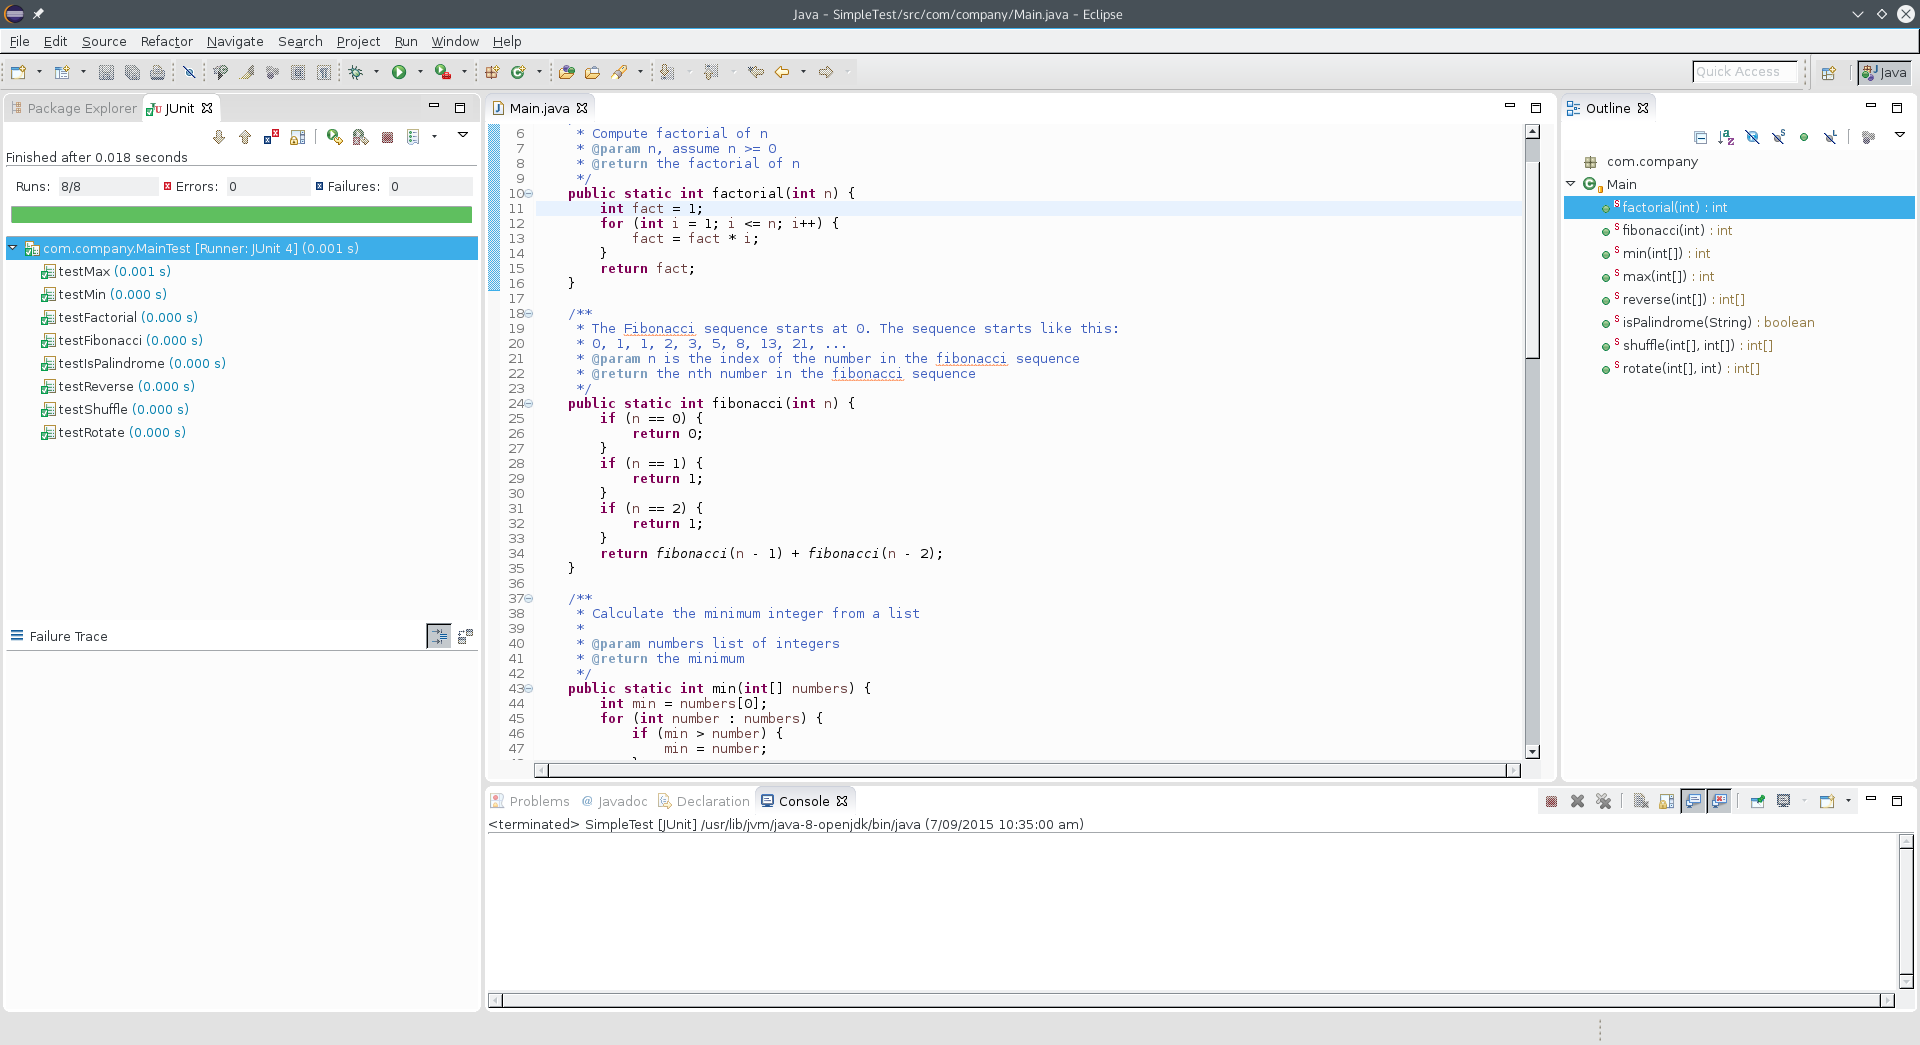 Java - SimpleTest/src/com/company/Main.java - Eclipse
File Edit Source Refactor Navigate Search Project Run Window Help
Quick Access
Java
Package Explorer JUnit
Finished after 0.018 seconds
Runs: 8/8 Errors: 0 Failures: 0
com.company.MainTest [Runner: JUnit 4] (0.001 s)
testMax (0.001 s)
testMin (0.000 s)
testFactorial (0.000 s)
testFibonacci (0.000 s)
testIsPalindrome (0.000 s)
testReverse (0.000 s)
testShuffle (0.000 s)
testRotate (0.000 s)
Failure Trace
Main.java
6 * Compute factorial of n
7 * @param n, assume n >= 0
8 * @return the factorial of n
9 */
10 public static int factorial(int n) {
11 int fact = 1;
12 for (int i = 1; i <= n; i++) {
13 fact = fact * i;
14 }
15 return fact;
16 }
17
18 /**
19 * The Fibonacci sequence starts at 0. The sequence starts like this:
20 * 0, 1, 1, 2, 3, 5, 8, 13, 21, ...
21 * @param n is the index of the number in the fibonacci sequence
22 * @return the nth number in the fibonacci sequence
23 */
24 public static int fibonacci(int n) {
25 if (n == 0) {
26 return 0;
27 }
28 if (n == 1) {
29 return 1;
30 }
31 if (n == 2) {
32 return 1;
33 }
34 return fibonacci(n - 1) + fibonacci(n - 2);
35 }
36
37 /**
38 * Calculate the minimum integer from a list
39 *
40 * @param numbers list of integers
41 * @return the minimum
42 */
43 public static int min(int[] numbers) {
44 int min = numbers[0];
45 for (int number : numbers) {
46 if (min > number) {
47 min = number;
Outline
com.company
Main
factorial(int) : int
fibonacci(int) : int
min(int[]) : int
max(int[]) : int
reverse(int[]) : int[]
isPalindrome(String) : boolean
shuffle(int[], int[]) : int[]
rotate(int[], int) : int[]
Problems @ Javadoc Declaration Console
<terminated> SimpleTest [JUnit] /usr/lib/jvm/java-8-openjdk/bin/java (7/09/2015 10:35:00 am)